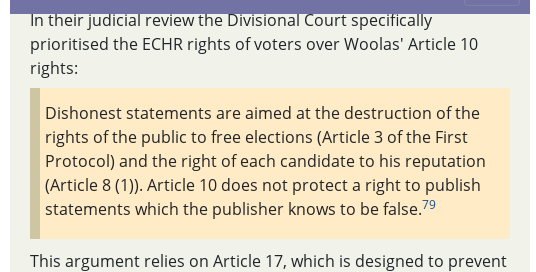 In their judicial review the Divisional Court specifically
prioritised the ECHR rights of voters over Woolas' Article 10
rights:
Dishonest statements are aimed at the destruction of the
rights of the public to free elections (Article 3 of the First
Protocol) and the right of each candidate to his reputation
(Article 8 (1)). Article 10 does not protect a right to publish
statements which the publisher knows to be false.79
This argument relies on Article 17, which is designed to prevent